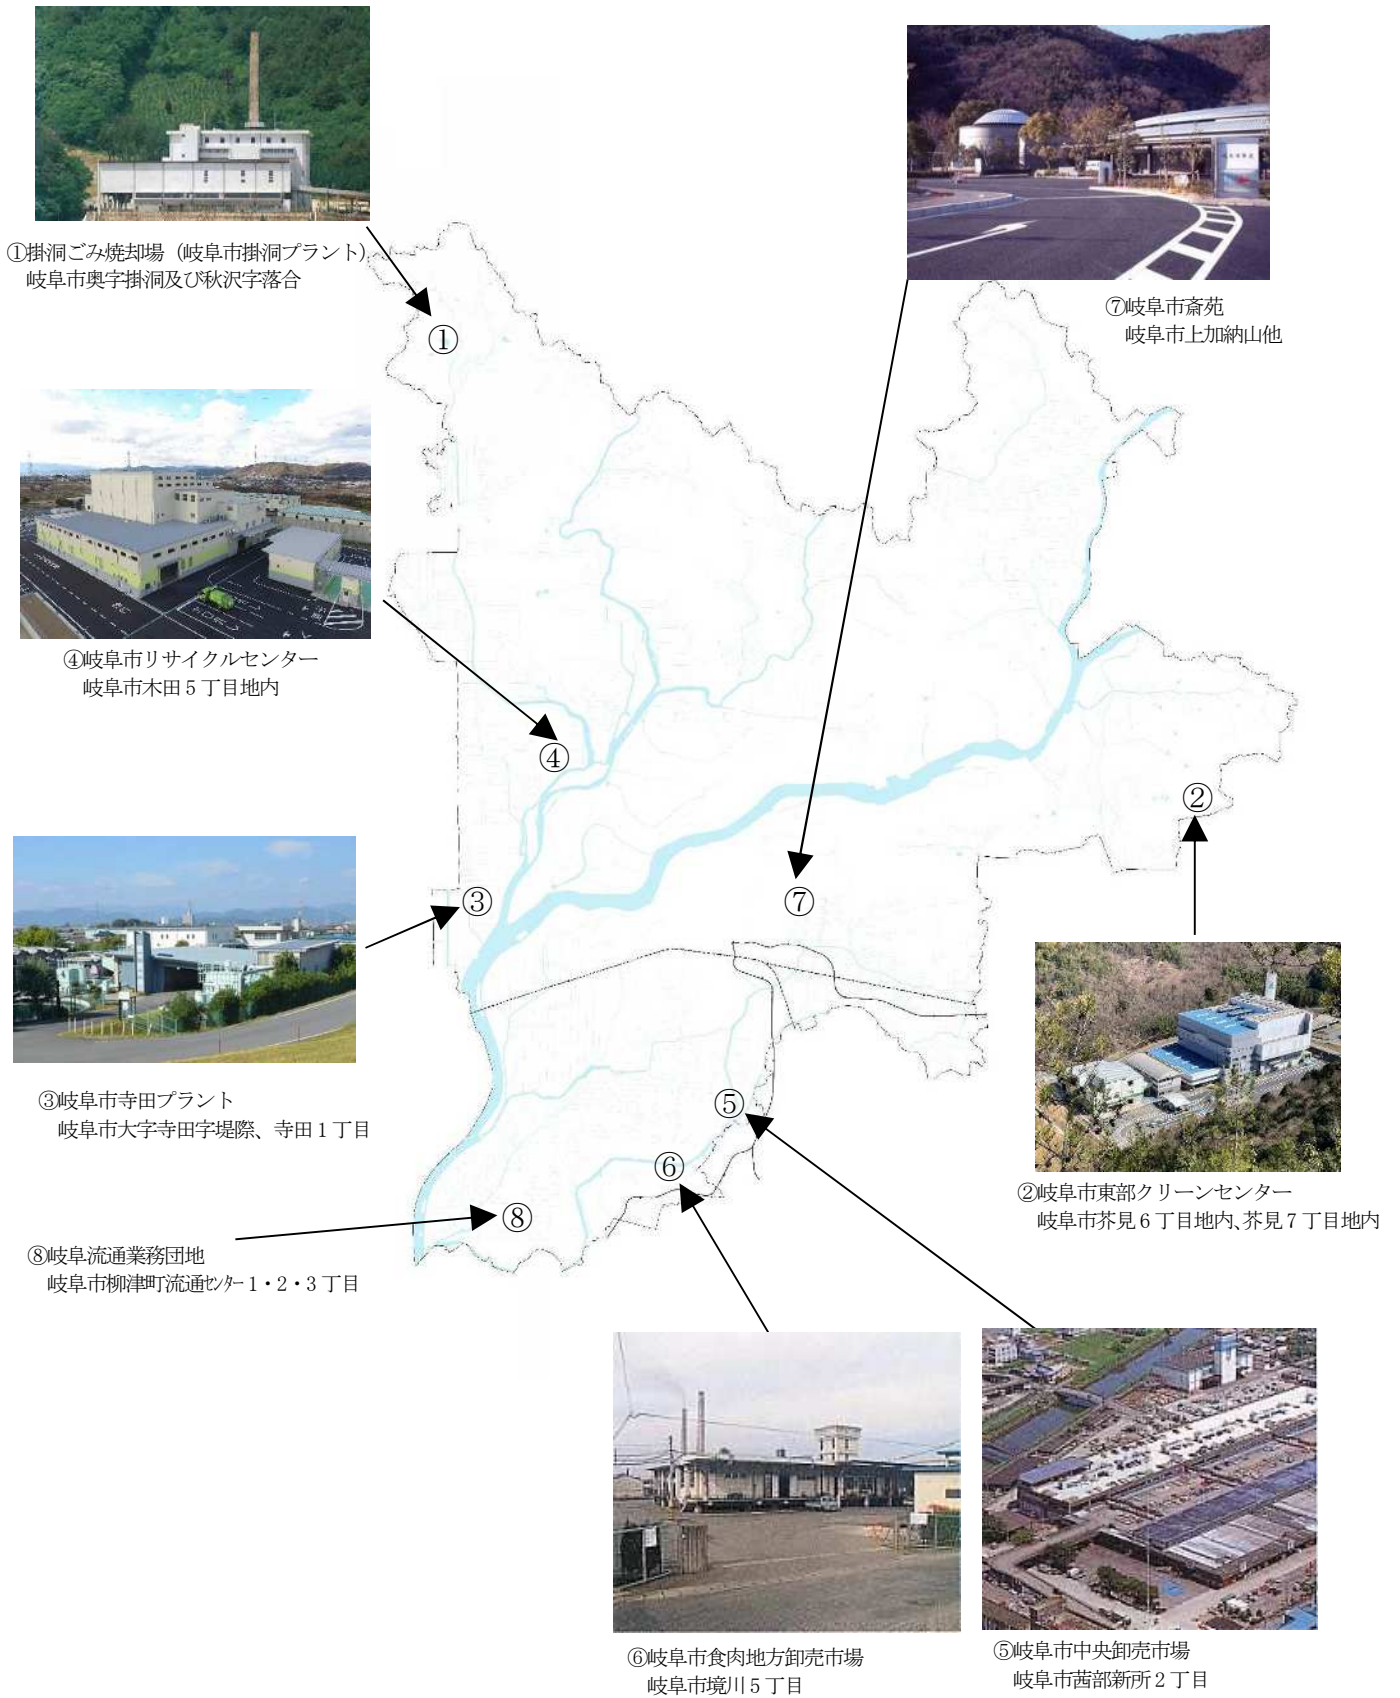 ①掛洞ごみ焼却場（岐阜市掛洞プラント）
岐阜市奥字掛洞及び秋沢字落合
⑦岐阜市斎苑
岐阜市上加納山他
①
④岐阜市リサイクルセンター
岐阜市木田５丁目地内
④
②
③
⑦
③岐阜市寺田プラント
岐阜市大字寺田字堤際、寺田１丁目
⑤
⑥
②岐阜市東部クリーンセンター
岐阜市芥見６丁目地内、芥見７丁目地内
⑧
⑧岐阜流通業務団地
岐阜市柳津町流通センター１・２・３丁目
⑥岐阜市食肉地方卸売市場
岐阜市境川５丁目
⑤岐阜市中央卸売市場
岐阜市茜部新所２丁目